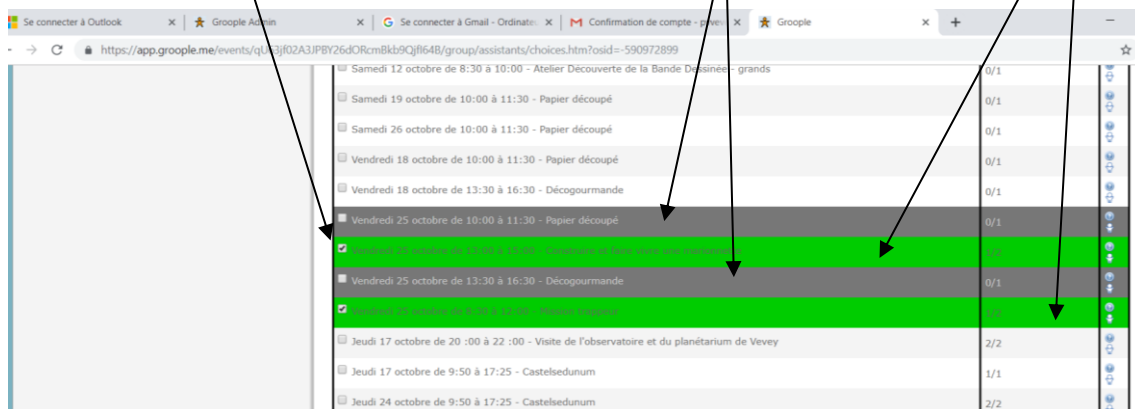 Se connecter à Outlook
Groople Admin
Se connecter à Gmail - Ordinate
Confirmation de compte -
Groople
https://app.groople.me/events/ /group/assistants/choices.htm?osid=-590972899
Samedi 12 octobre de 8:30 à 10:00 - Atelier Découverte de la Bande Dessinée - grands 0/1
Samedi 19 octobre de 10:00 à 11:30 - Papier découpé 0/1
Samedi 26 octobre de 10:00 à 11:30 - Papier découpé 0/1
Vendredi 18 octobre de 10:00 à 11:30 - Papier découpé 0/1
Vendredi 18 octobre de 13:30 à 16:30 - Décogourmande 0/1
Vendredi 25 octobre de 10:00 à 11:30 - Papier découpé 0/1
Vendredi 25 octobre de 13:00 à 15:00 - Construire et faire vivre une marionnette 1/2
Vendredi 25 octobre de 13:30 à 16:30 - Décogourmande 0/1
Vendredi 25 octobre de 8:30 à 12:00 - Mission trappeur 1/2
Jeudi 17 octobre de 20 :00 à 22 :00 - Visite de l'observatoire et du planétarium de Vevey 2/2
Jeudi 17 octobre de 9:50 à 17:25 - Castelsedunum 1/1
Jeudi 24 octobre de 9:50 à 17:25 - Castelsedunum 2/2